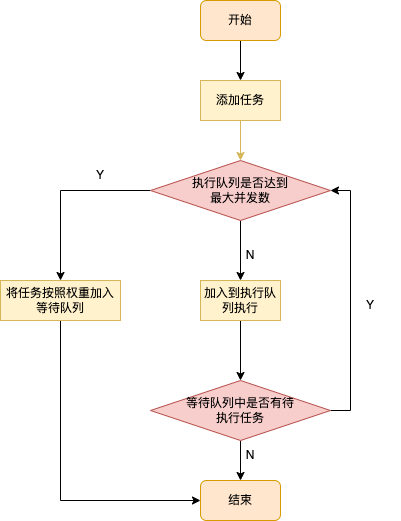 开始
添加任务
执行队列是否达到
最大并发数
Y
N
将任务按照权重加入
等待队列
加入到执行队
列执行
Y
等待队列中是否有待
执行任务
N
结束